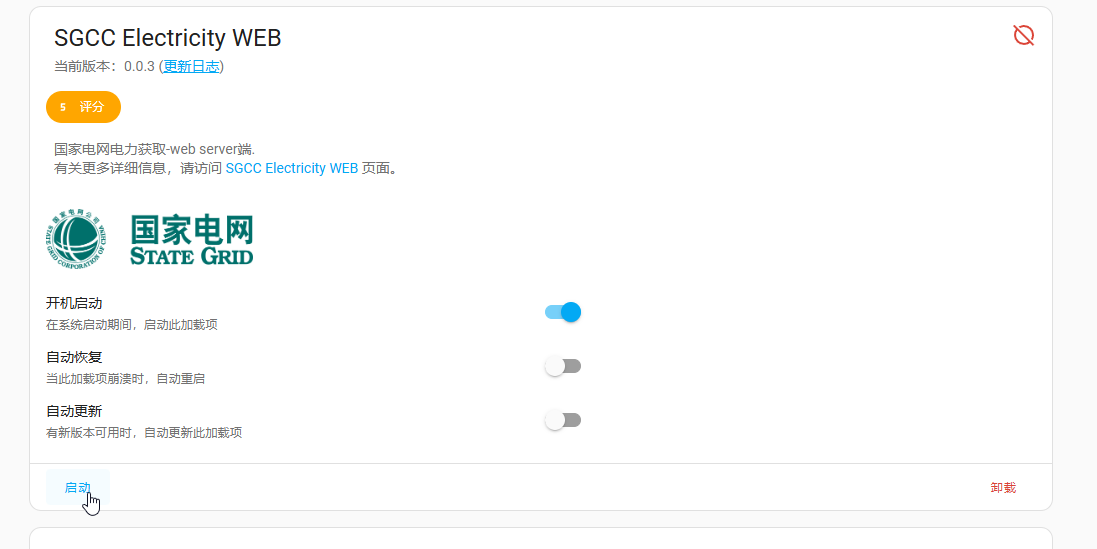 SGCC Electricity WEB
当前版本：0.0.3 (更新日志)
5 评分
国家电网电力获取-web server端.
有关更多详细信息，请访问 SGCC Electricity WEB 页面。
国家电网公司
STATE GRID CORPORATION OF CHINA
国家电网
STATE GRID
开机启动
在系统启动期间，启动此加载项
自动恢复
当此加载项崩溃时，自动重启
自动更新
有新版本可用时，自动更新此加载项
启动
卸载